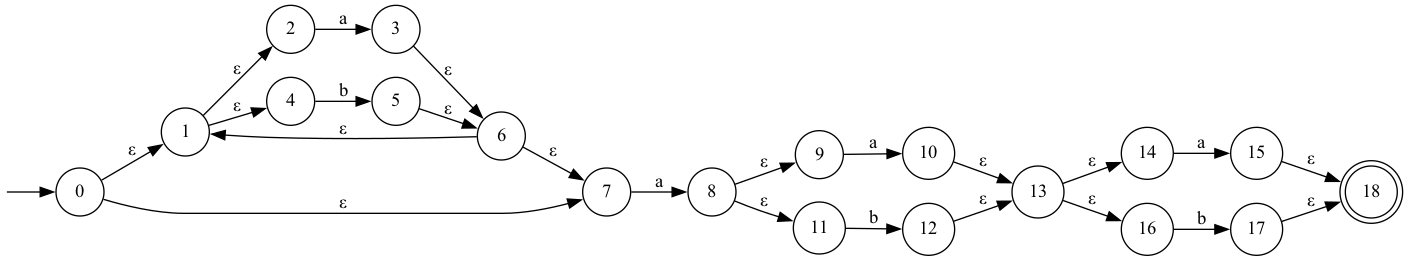 2 a 3
ε ε
4 b 5
ε ε
1 ε 6
ε ε
0 ε 7 a 8
ε 9 a 10 ε
ε 11 b 12 ε
13
ε 14 a 15 ε
ε 16 b 17 ε
18